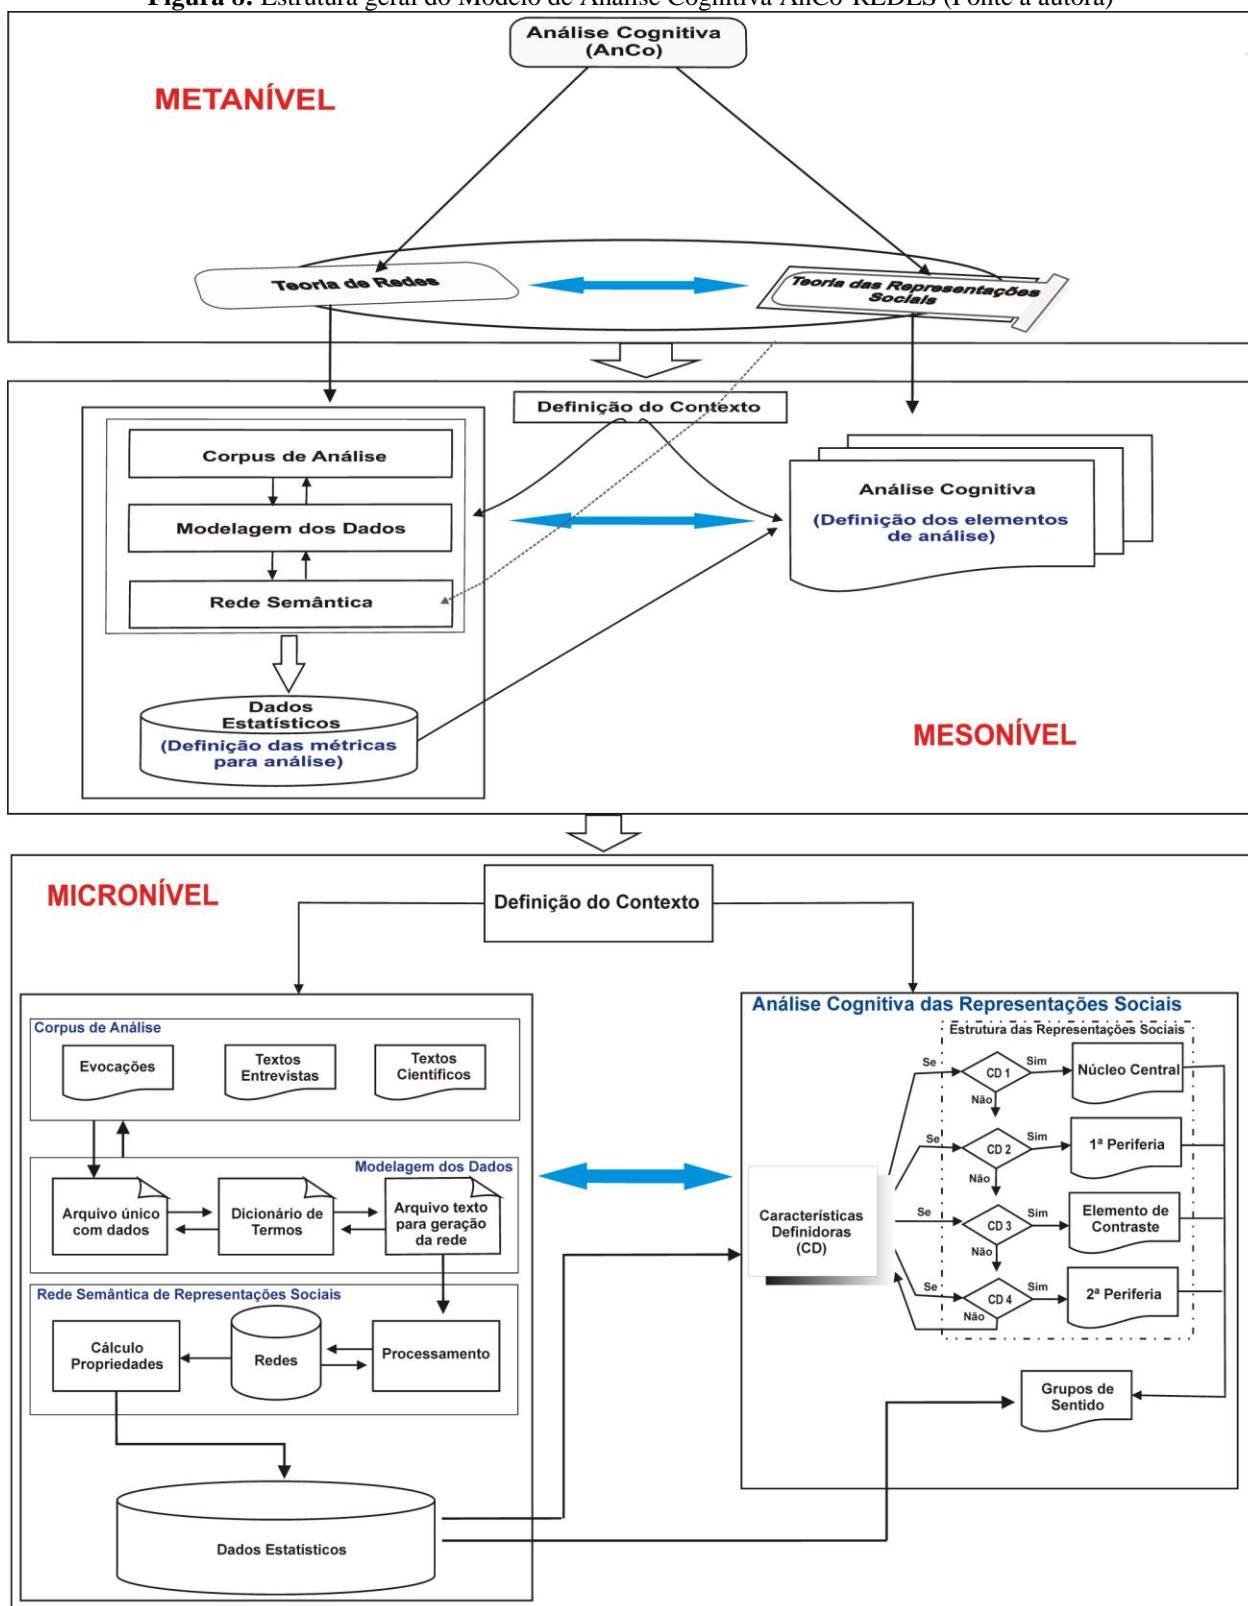 Figura 8: Estrutura geral do Modelo de Análise Cognitiva AnCo-REDES (Fonte a autora)
Análise Cognitiva
(AnCo)
METANÍVEL
Teoria de Redes
Teoria das Representações
Sociais
Definição do Contexto
Corpus de Análise
Modelagem dos Dados
Rede Semântica
Dados
Estatísticos
(Definição das métricas
para análise)
Análise Cognitiva
(Definição dos elementos
de análise)
MESONÍVEL
MICRONÍVEL
Definição do Contexto
Corpus de Análise
Evocações
Textos
Entrevistas
Textos
Científicos
Modelagem dos Dados
Arquivo único
com dados
Dicionário de
Termos
Arquivo texto
para geração
da rede
Rede Semântica de Representações Sociais
Cálculo
Propriedades
Redes
Processamento
Dados Estatísticos
Análise Cognitiva das Representações Sociais
Estrutura das Representações Sociais
Características
Definidoras
(CD)
Se
CD 1
Sim
Núcleo Central
Não
Se
CD 2
Sim
1ª Periferia
Não
Se
CD 3
Sim
Elemento de
Contraste
Não
Se
CD 4
Sim
2ª Periferia
Não
Grupos de
Sentido